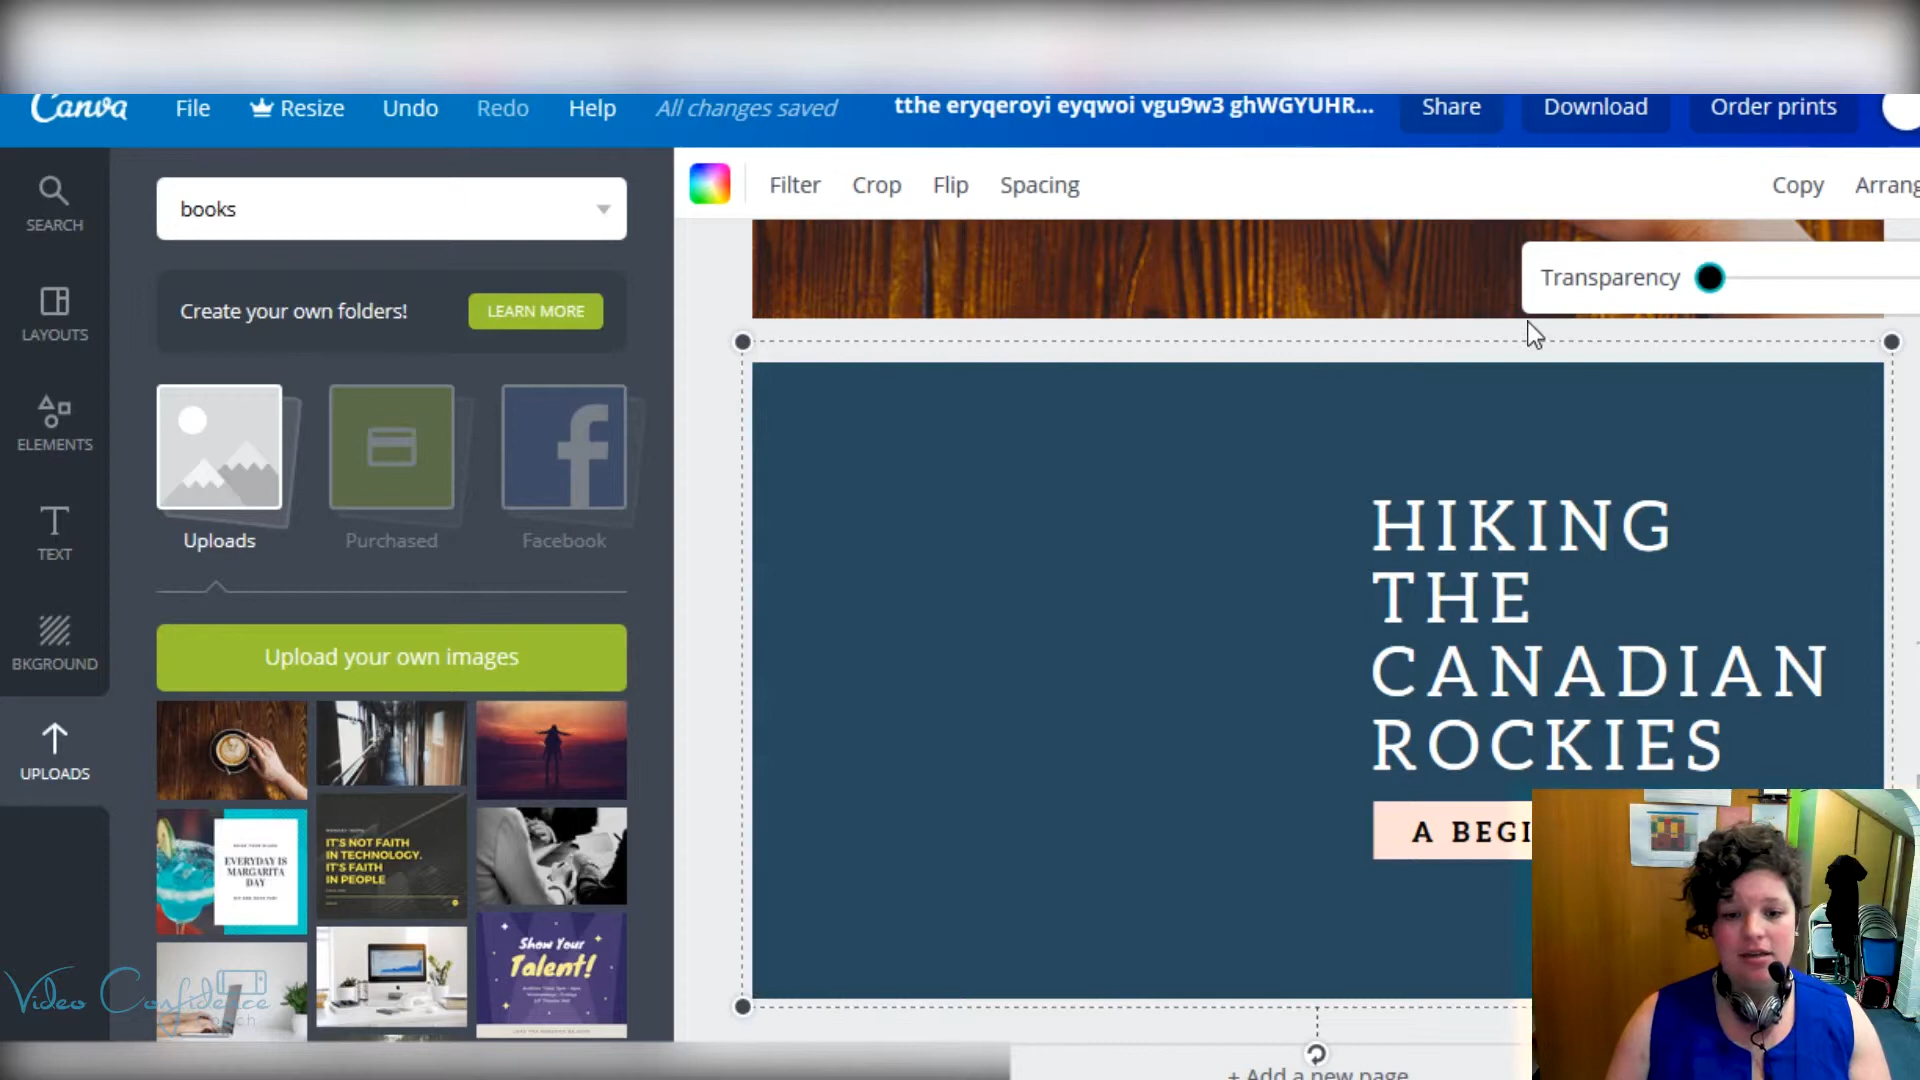 Canva File Resize Undo Redo Help All changes saved tthe eryqeroyi eyqwoi vgu9w3 ghWGYUHR... Share Download Order prints
SEARCH
LAYOUTS
ELEMENTS
TEXT
BKGROUND
UPLOADS
books
Create your own folders! LEARN MORE
Uploads Purchased Facebook
Upload your own images
EVERYDAY IS
MARGARITA
DAY
IT'S NOT FAITH
IN TECHNOLOGY.
IT'S FAITH
IN PEOPLE
Show Your
Talent!
Video Confidence
Filter Crop Flip Spacing Copy Arrang
Transparency
HIKING
THE
CANADIAN
ROCKIES
A BEGI
+ Add a new page